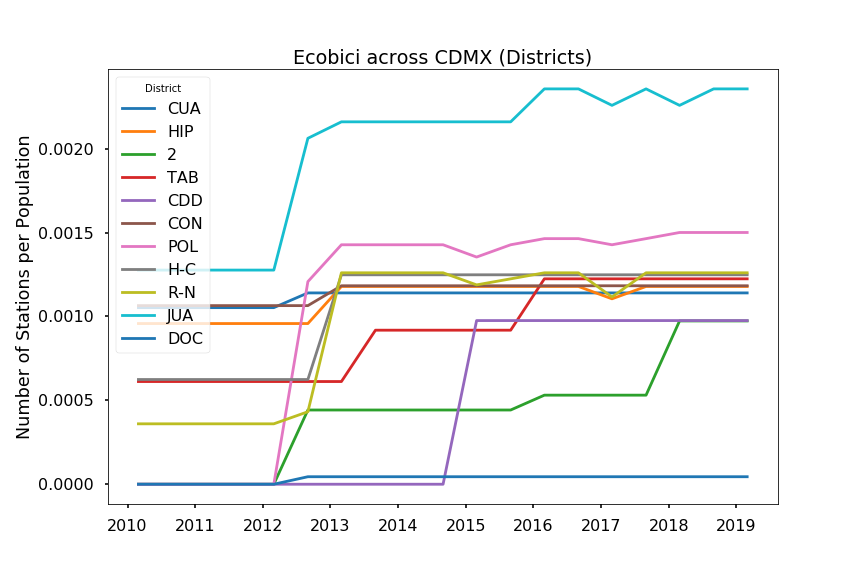 Ecobici across CDMX (Districts)
Number of Stations per Population
0.0020
0.0015
0.0010
0.0005
0.0000
District
CUA
HIP
2
TAB
CDD
CON
POL
H-C
R-N
JUA
DOC
2010 2011 2012 2013 2014 2015 2016 2017 2018 2019